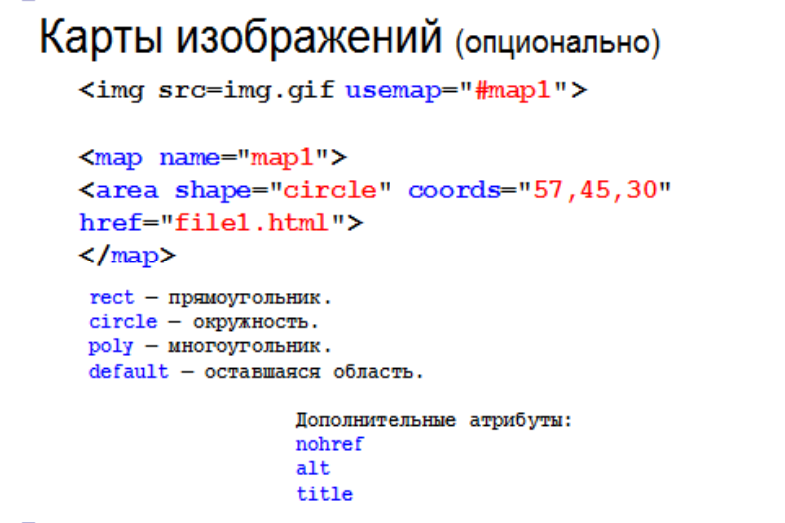 Карты изображений (опционально)
<img src=img.gif usemap="#map1">
<map name="map1">
<area shape="circle" coords="57,45,30"
href="file1.html">
</map>
rect – прямоугольник.
circle – окружность.
poly – многоугольник.
default – оставшаяся область.
Дополнительные атрибуты:
nohref
alt
title